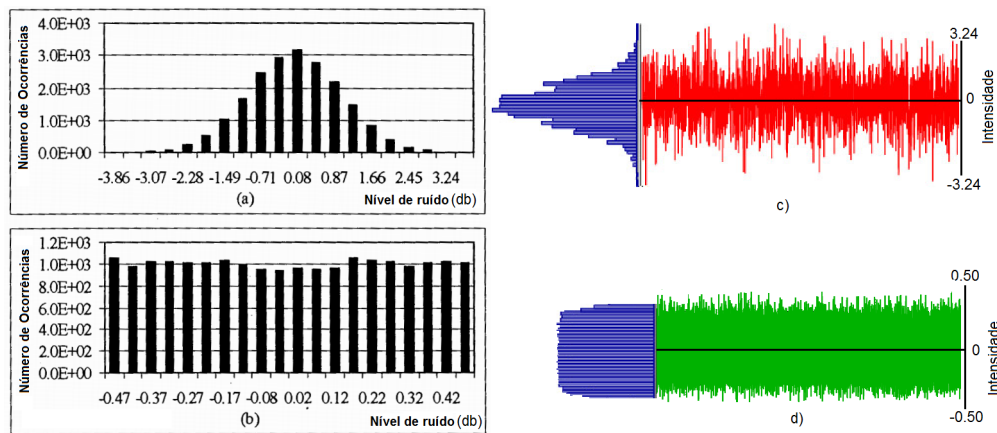 Número de Ocorrências
4.0E+03
3.0E+03
2.0E+03
1.0E+03
0.0E+00
-3.86 -3.07 -2.28 -1.49 -0.71 0.08 0.87 1.66 2.45 3.24
(a)
Nível de ruído (db)
3.24
0
-3.24
Intensidade
c)
Número de Ocorrências
1.2E+03
1.0E+03
8.0E+02
6.0E+02
4.0E+02
2.0E+02
0.0E+00
-0.47 -0.37 -0.27 -0.17 -0.08 0.02 0.12 0.22 0.32 0.42
(b)
Nível de ruído (db)
0.50
0
-0.50
Intensidade
d)